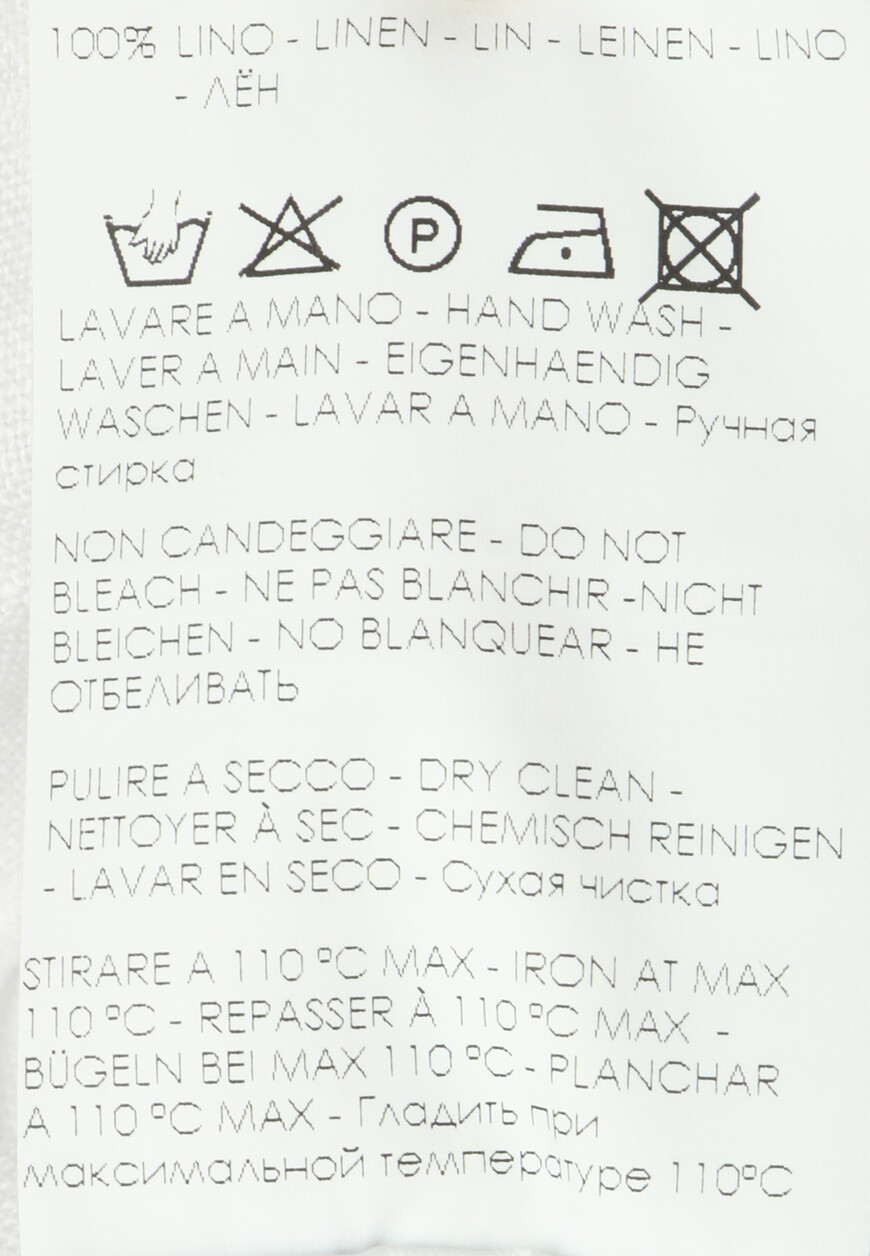 100% LINO - LINEN - LIN - LEINEN - LINO
- ЛЁН
P
LAVARE A MANO - HAND WASH -
LAVER A MAIN - EIGENHAENDIG
WASCHEN - LAVAR A MANO - Ручная
стирка
NON CANDEGGIARE - DO NOT
BLEACH - NE PAS BLANCHIR -NICHT
BLEICHEN - NO BLANQUEAR - НЕ
ОТБЕЛИВАТЬ
PULIRE A SECCO - DRY CLEAN -
NETTOYER À SEC - CHEMISCH REINIGEN
- LAVAR EN SECO - Сухая чистка
STIRARE A 110 ºC MAX - IRON AT MAX
110 ºC - REPASSER À 110 ºC MAX -
BÜGELN BEI MAX 110 ºC - PLANCHAR
A 110 ºC MAX - Гладить при
максимальной температуре 110ºC